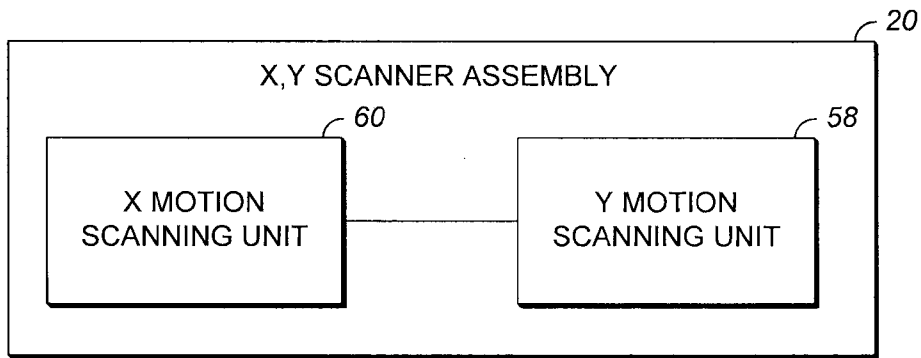 20
X,Y SCANNER ASSEMBLY
60
58
X MOTION
SCANNING UNIT
Y MOTION
SCANNING UNIT